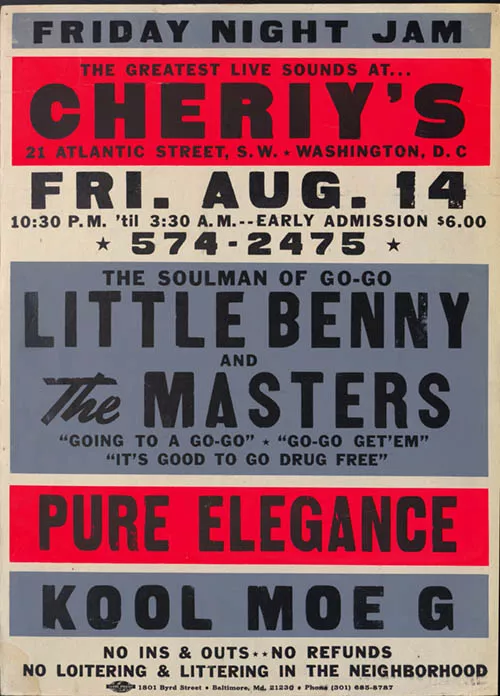 FRIDAY NIGHT JAM
THE GREATEST LIVE SOUNDS AT...
CHERIY'S
21 ATLANTIC STREET, S.W. ★ WASHINGTON, D. C
FRI. AUG. 14
10:30 P.M. 'til 3:30 A.M.--EARLY ADMISSION $6.00
★ 574-2475 ★
THE SOULMAN OF GO-GO
LITTLE BENNY
AND
The MASTERS
"GOING TO A GO-GO" ★ "GO-GO GET'EM"
"IT'S GOOD TO GO DRUG FREE"
PURE ELEGANCE
KOOL MOE G
NO INS & OUTS★★NO REFUNDS
NO LOITERING & LITTERING IN THE NEIGHBORHOOD
1801 Byrd Street • Baltimore, Md. 21230 • Phone (301) 685-8787